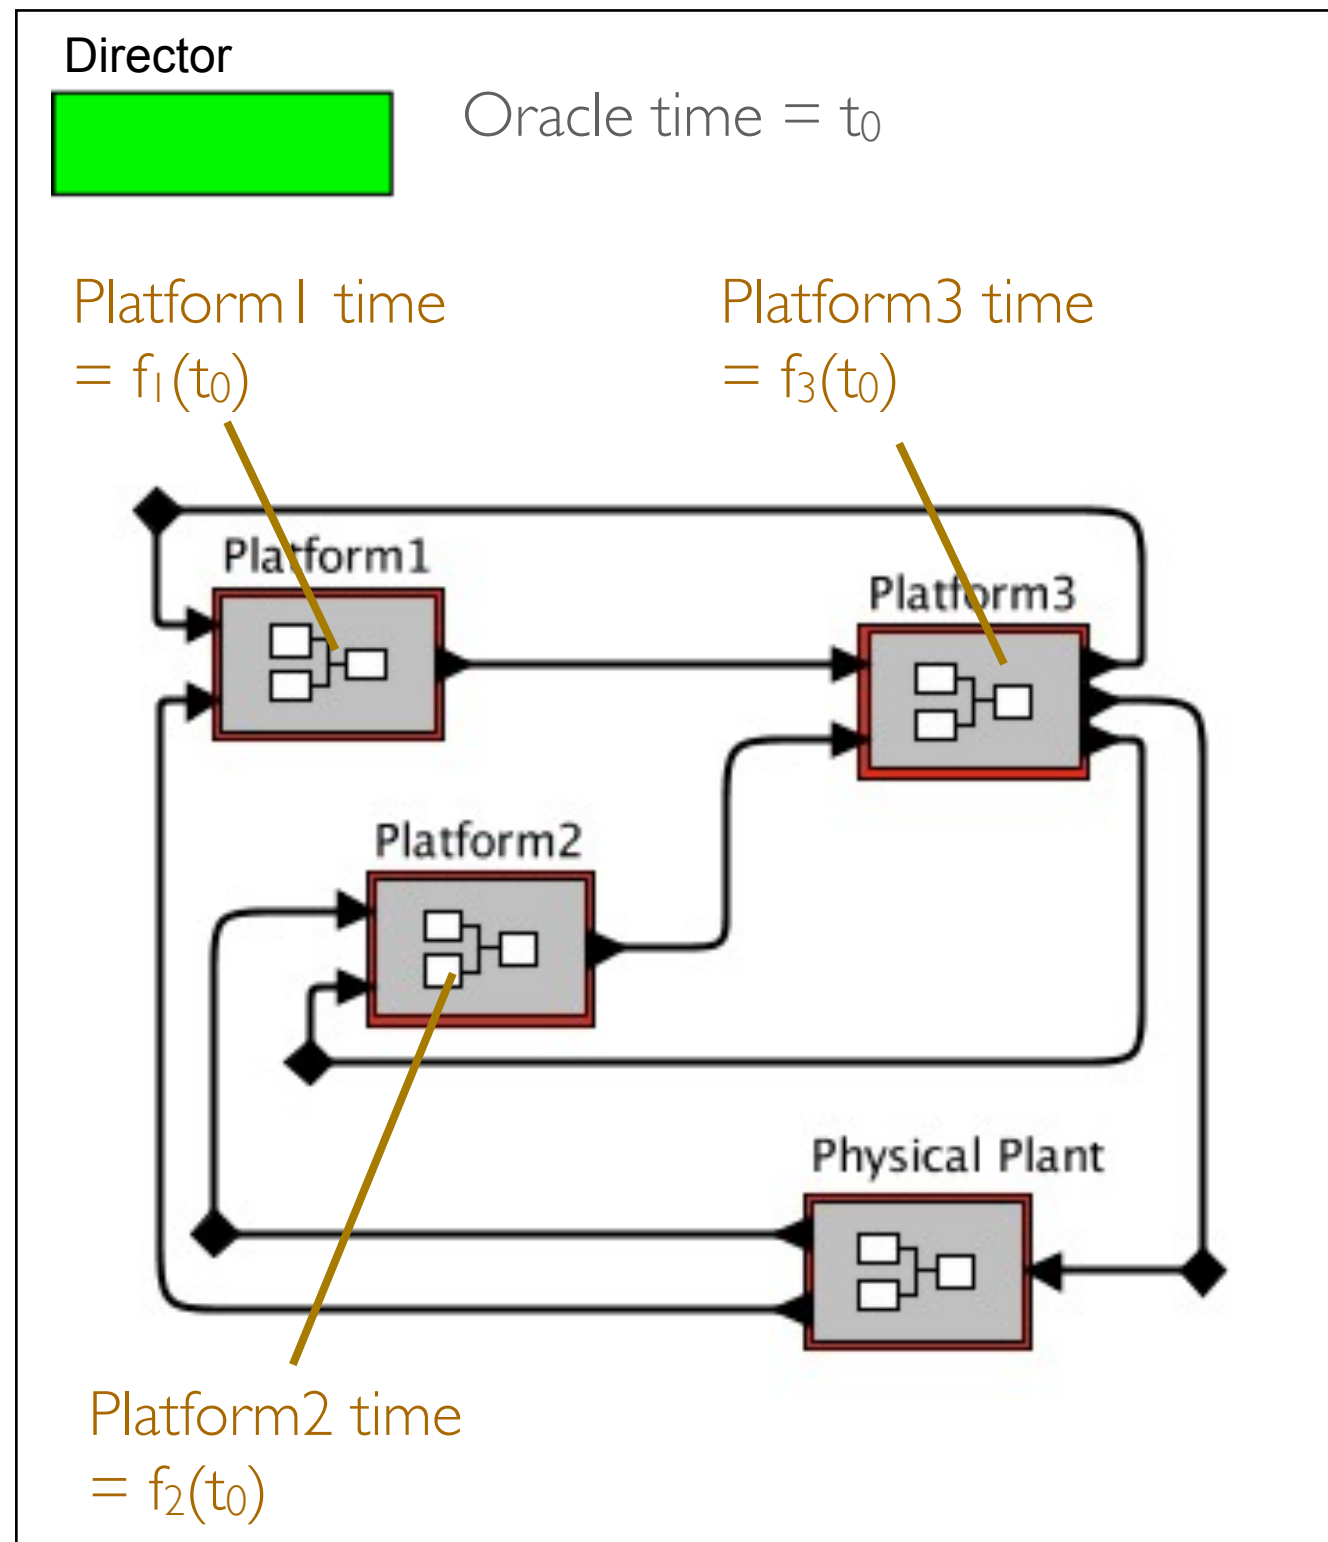 Director
Oracle time = t₀
Platform1 time
= f₁(t₀)
Platform3 time
= f₃(t₀)
Platform1
Platform3
Platform2
Physical Plant
Platform2 time
= f₂(t₀)